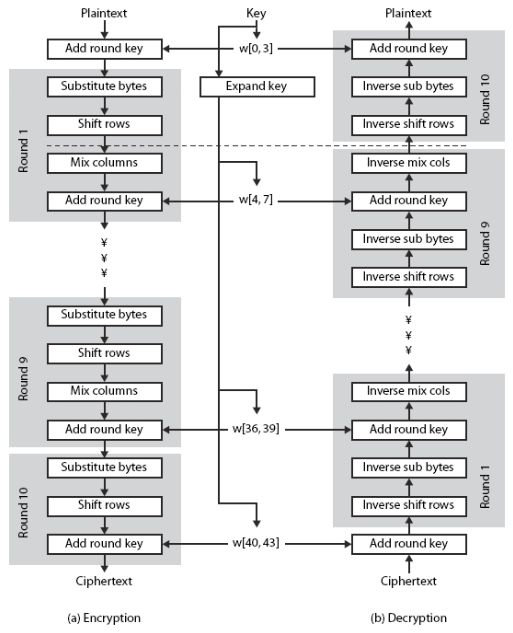 Plaintext
Key
Plaintext
Add round key
w[0, 3]
Add round key
Substitute bytes
Expand key
Inverse sub bytes
Round 10
Shift rows
Inverse shift rows
Round 1
Mix columns
Inverse mix cols
Add round key
w[4, 7]
Add round key
Round 9
¥
Inverse sub bytes
¥
¥
Inverse shift rows
Substitute bytes
¥
¥
¥
Round 9
Shift rows
Mix columns
Inverse mix cols
Add round key
w[36, 39]
Add round key
Substitute bytes
Inverse sub bytes
Round 10
Shift rows
Inverse shift rows
Round 1
Add round key
w[40, 43]
Add round key
Ciphertext
Ciphertext
(a) Encryption
(b) Decryption